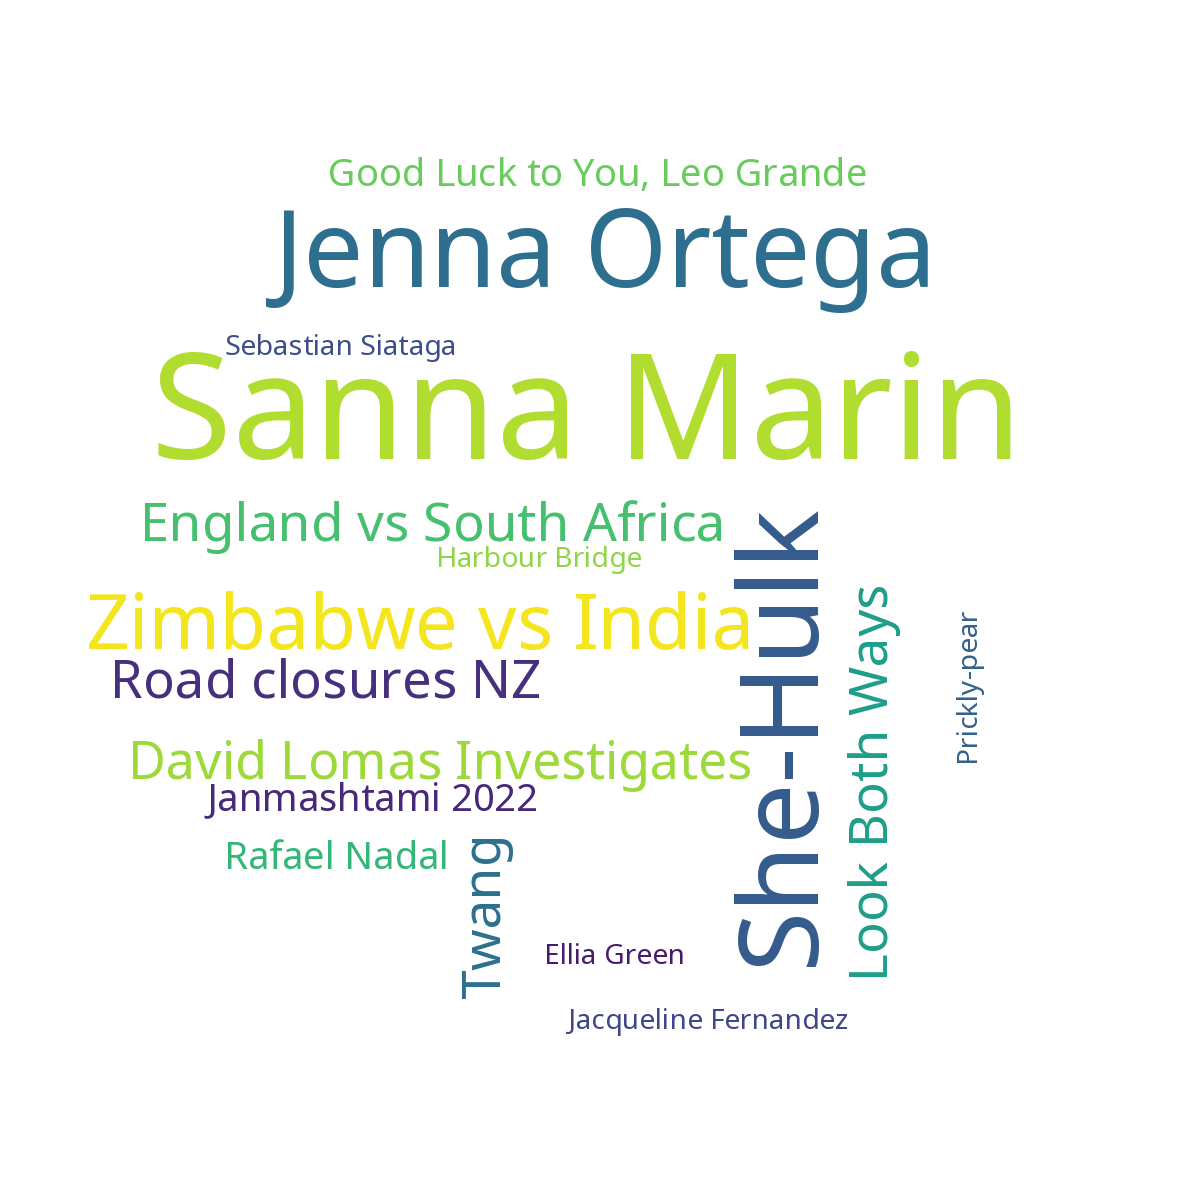 Good Luck to You, Leo Grande
Jenna Ortega
Sebastian Siataga
Sanna Marin
England vs South Africa
Harbour Bridge
Zimbabwe vs India
Road closures NZ
David Lomas Investigates
Janmashtami 2022
Rafael Nadal
Twang
Ellia Green
Jacqueline Fernandez
She-Hulk
Look Both Ways
Prickly-pear